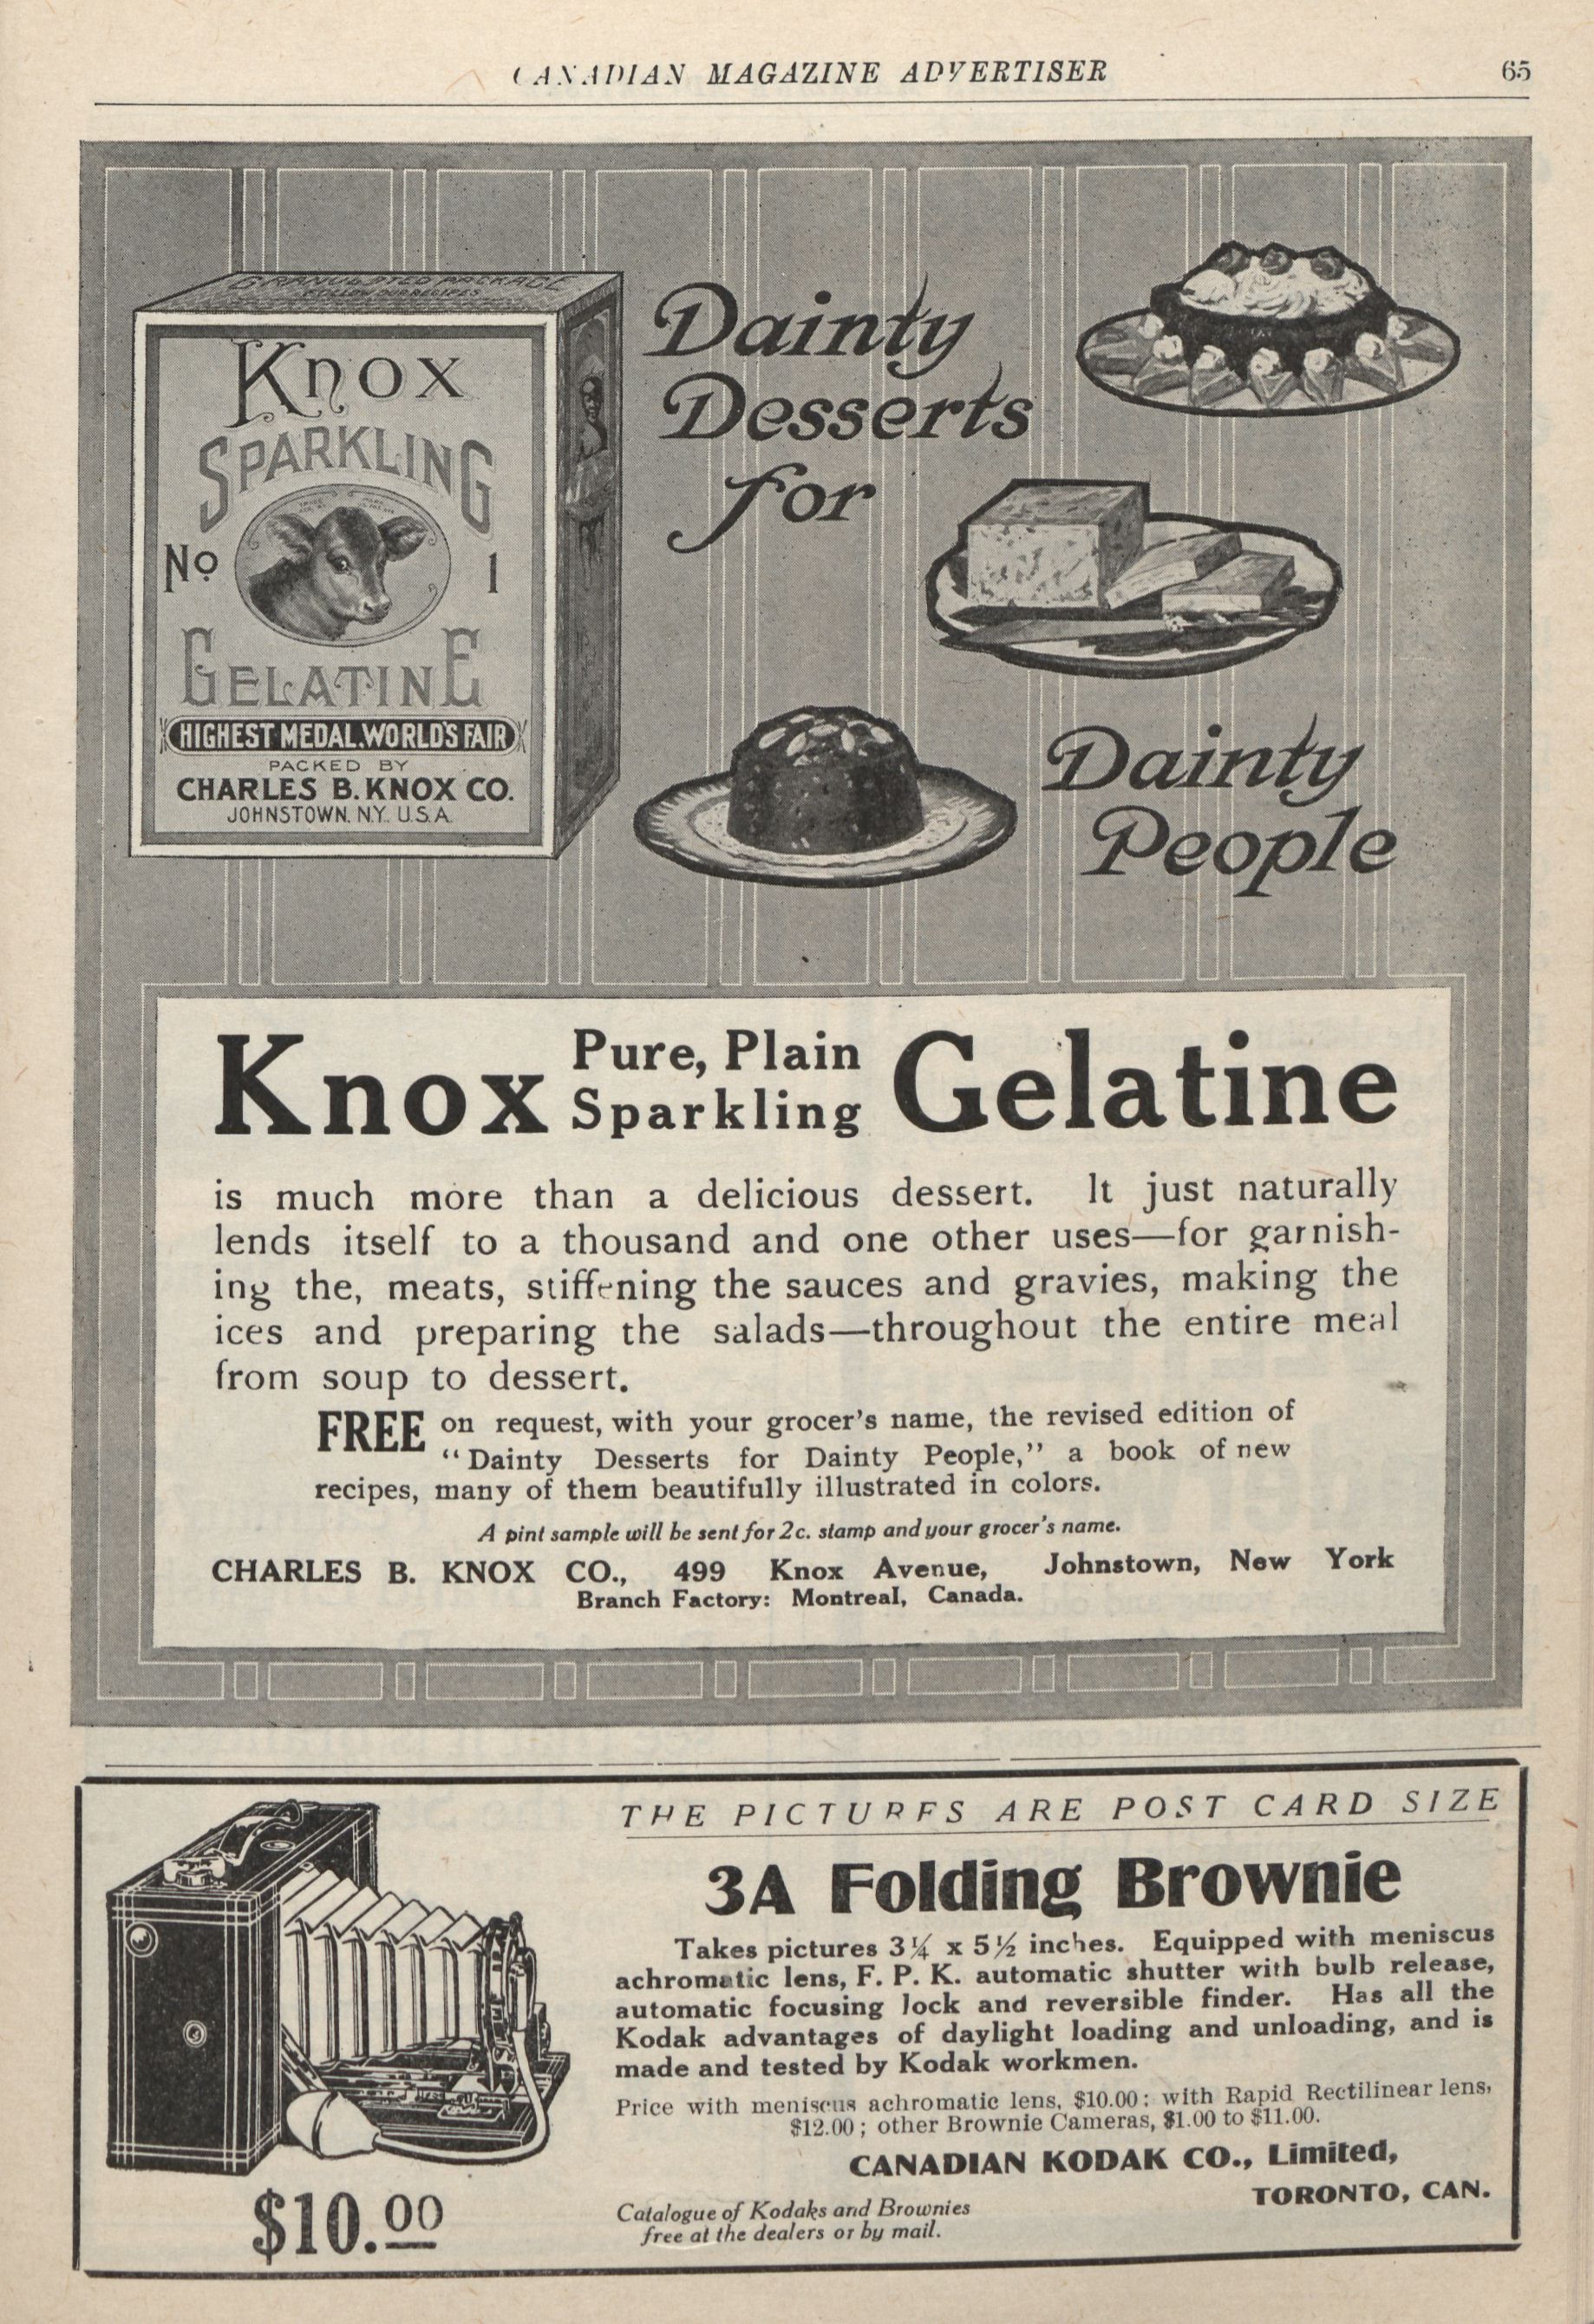 CANADIAN MAGAZINE ADVERTISER 65
GRANULATED PACKAGE
FOLLOW OUR RECIPES
Knox
SPARKLING
No 1
GELATINE
HIGHEST MEDAL. WORLD'S FAIR
PACKED BY
CHARLES B. KNOX CO.
JOHNSTOWN. N.Y. U.S.A.
Dainty
Desserts
for
Dainty
People
Knox Pure, Plain Sparkling Gelatine
is much more than a delicious dessert. It just naturally
lends itself to a thousand and one other uses—for garnish-
ing the, meats, stiffening the sauces and gravies, making the
ices and preparing the salads—throughout the entire meal
from soup to dessert.
FREE on request, with your grocer's name, the revised edition of
“Dainty Desserts for Dainty People,” a book of new
recipes, many of them beautifully illustrated in colors.
A pint sample will be sent for 2c. stamp and your grocer's name.
CHARLES B. KNOX CO., 499 Knox Avenue, Johnstown, New York
Branch Factory: Montreal, Canada.
THE PICTURES ARE POST CARD SIZE
3A Folding Brownie
Takes pictures 3¼ x 5½ inches. Equipped with meniscus
achromatic lens, F. P. K. automatic shutter with bulb release,
automatic focusing lock and reversible finder. Has all the
Kodak advantages of daylight loading and unloading, and is
made and tested by Kodak workmen.
Price with meniscus achromatic lens, $10.00; with Rapid Rectilinear lens,
$12.00; other Brownie Cameras, $1.00 to $11.00.
CANADIAN KODAK CO., Limited,
TORONTO, CAN.
Catalogue of Kodaks and Brownies
free at the dealers or by mail.
$10.00